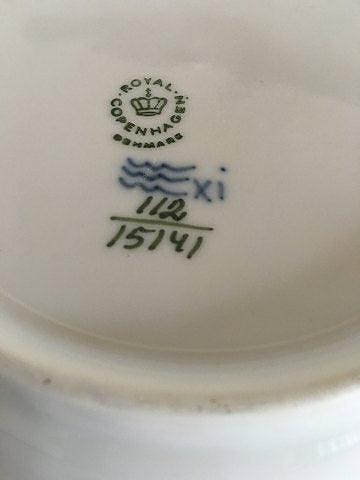 ROYAL
COPENHAGEN
DENMARK
xi
112
15141